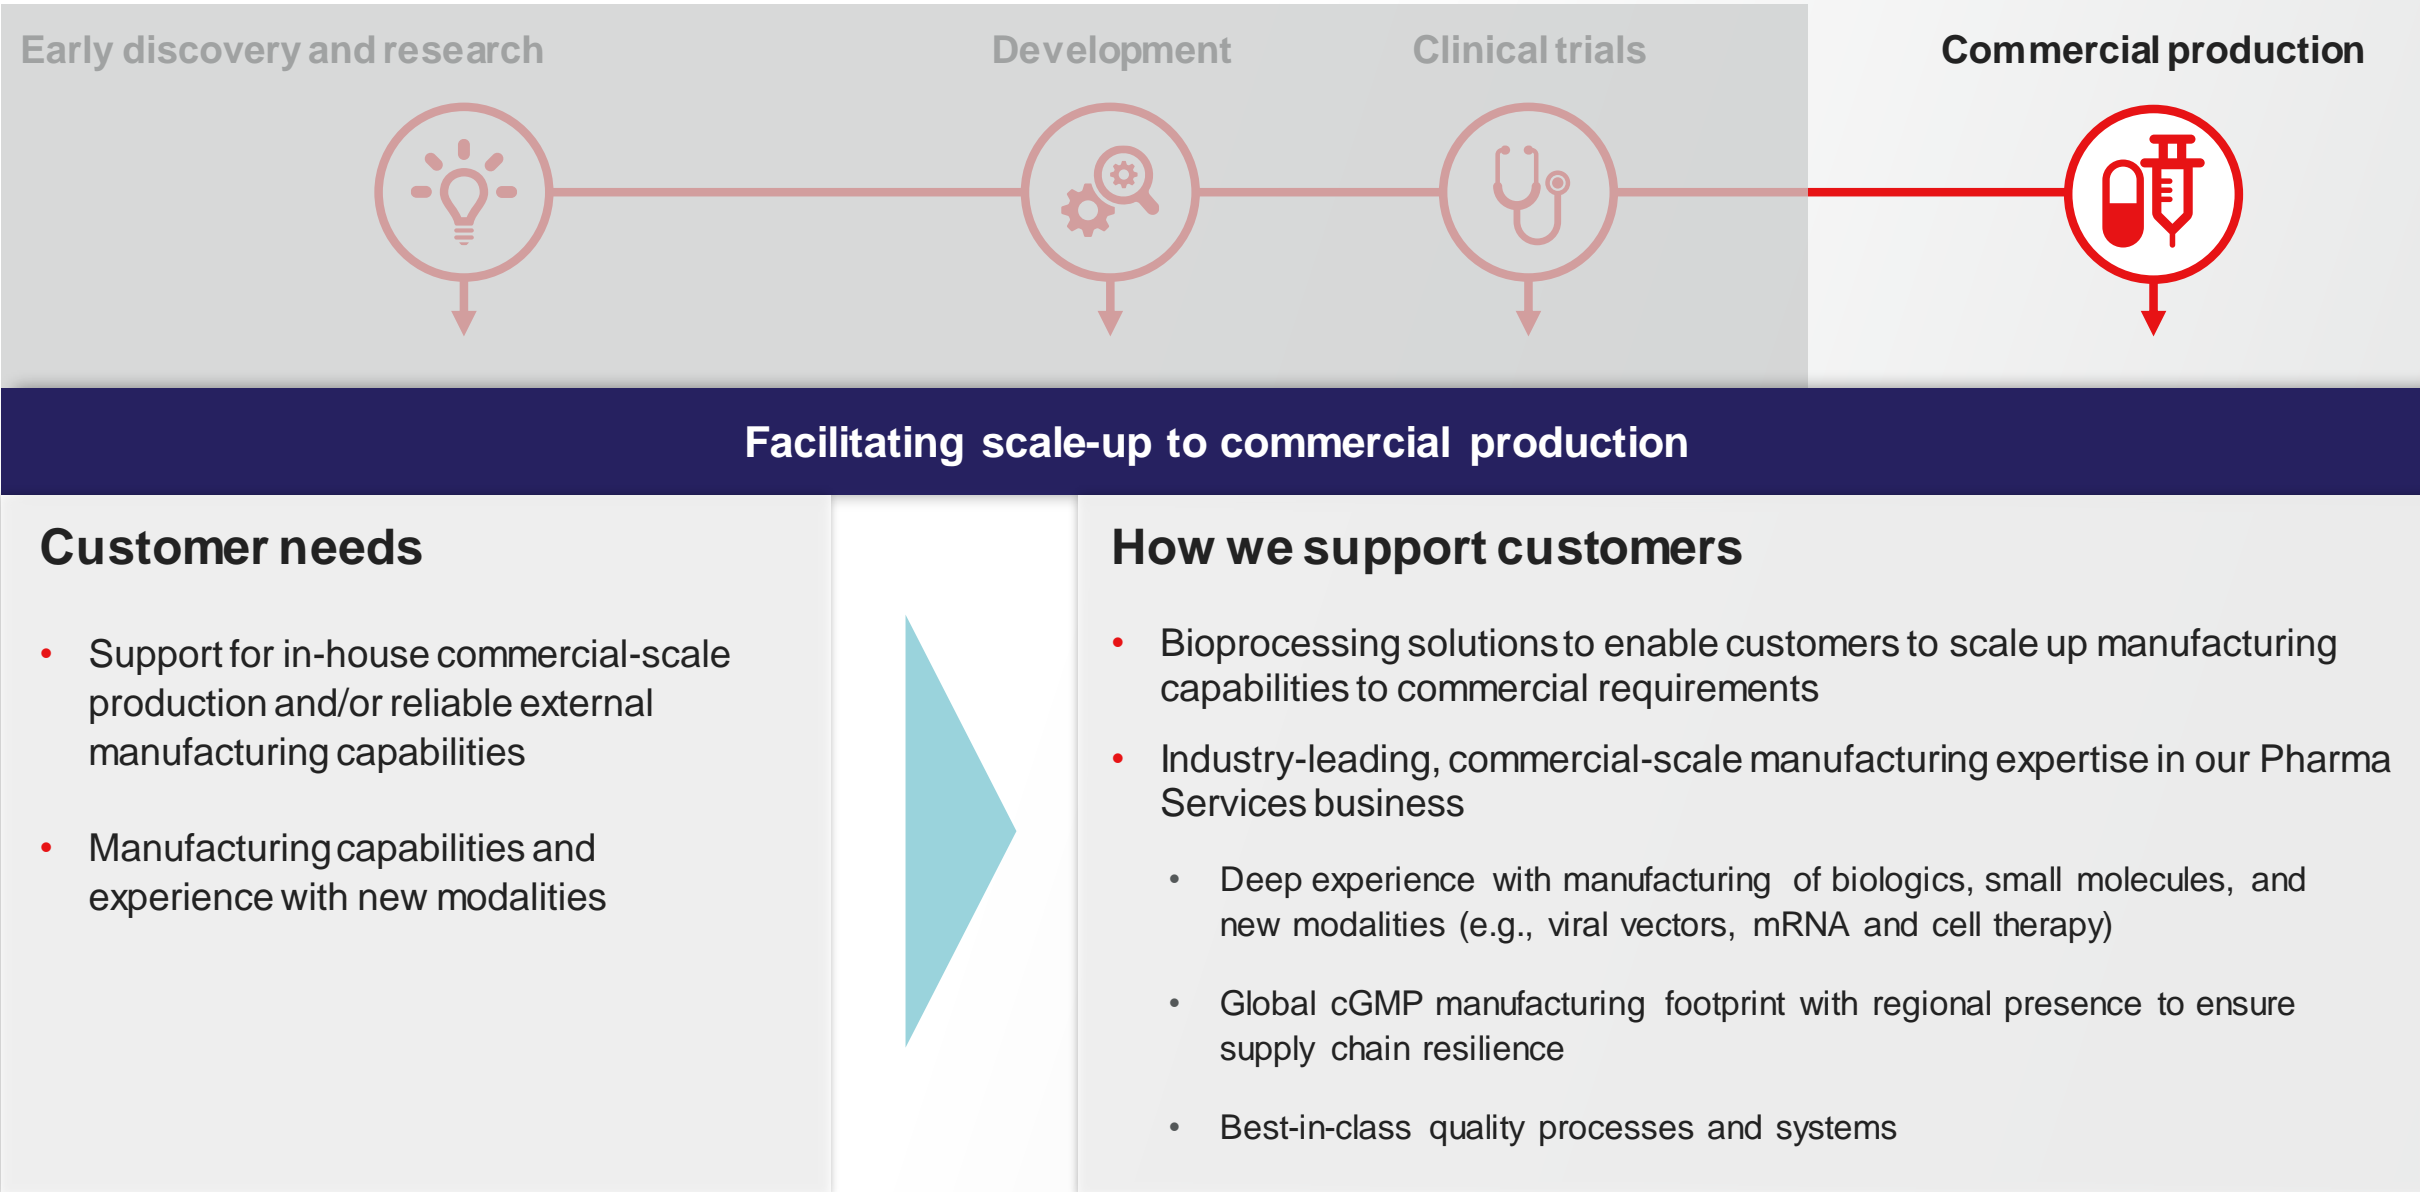 Early discovery and research
Development
Clinical trials
Commercial production
Facilitating scale-up to commercial production
Customer needs
• Support for in-house commercial-scale
production and/or reliable external
manufacturing capabilities
• Manufacturing capabilities and
experience with new modalities
How we support customers
• Bioprocessing solutions to enable customers to scale up manufacturing
capabilities to commercial requirements
• Industry-leading, commercial-scale manufacturing expertise in our Pharma
Services business
• Deep experience with manufacturing of biologics, small molecules, and
new modalities (e.g., viral vectors, mRNA and cell therapy)
• Global cGMP manufacturing footprint with regional presence to ensure
supply chain resilience
• Best-in-class quality processes and systems